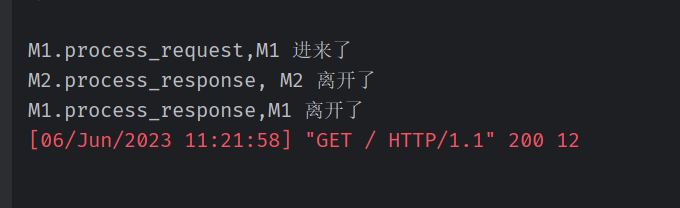 M1.process_request,M1 进来了
M2.process_response, M2 离开了
M1.process_response,M1 离开了
[06/Jun/2023 11:21:58] "GET / HTTP/1.1" 200 12